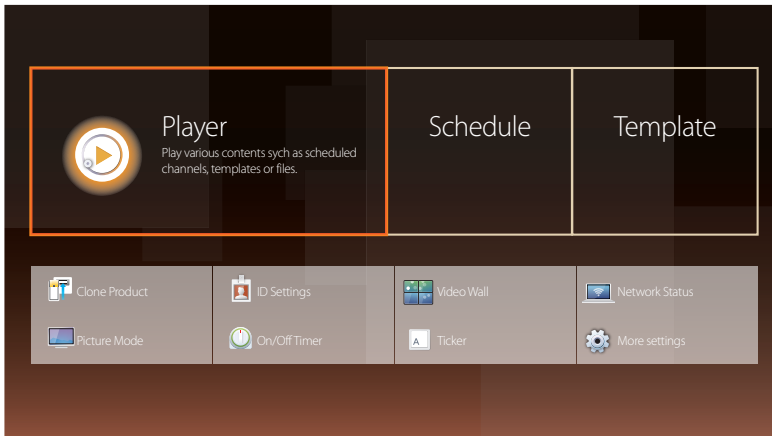 Player
Play various contents sych as scheduled
channels, templates or files.
Schedule
Template
Clone Product
ID Settings
Video Wall
Network Status
Picture Mode
On/Off Timer
A
Ticker
More settings